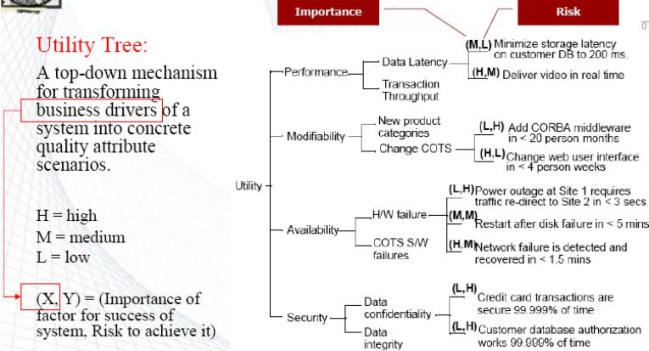 Importance
Risk
Utility Tree:
A top-down mechanism
for transforming
business drivers of a
system into concrete
quality attribute
scenarios.
H = high
M = medium
L = low
(X, Y) = (Importance of
factor for success of
system, Risk to achieve it)
Utility
Performance
Data Latency
(M,L) Minimize storage latency
on customer DB to 200 ms.
(H,M) Deliver video in real time
Transaction
Throughput
Modifiability
New product
categories
Change COTS
(L,H) Add CORBA middleware
in < 20 person months
(H,L) Change web user interface
in < 4 person weeks
Availability
H/W failure
(L,H) Power outage at Site 1 requires
traffic re-direct to Site 2 in < 3 secs
(M,M) Restart after disk failure in < 5 mins
COTS S/W
failures
(H,M) Network failure is detected and
recovered in < 1.5 mins
Security
Data
confidentiality
(L,H) Credit card transactions are
secure 99.999% of time
Data
integrity
(L,H) Customer database authorization
works 99.999% of time